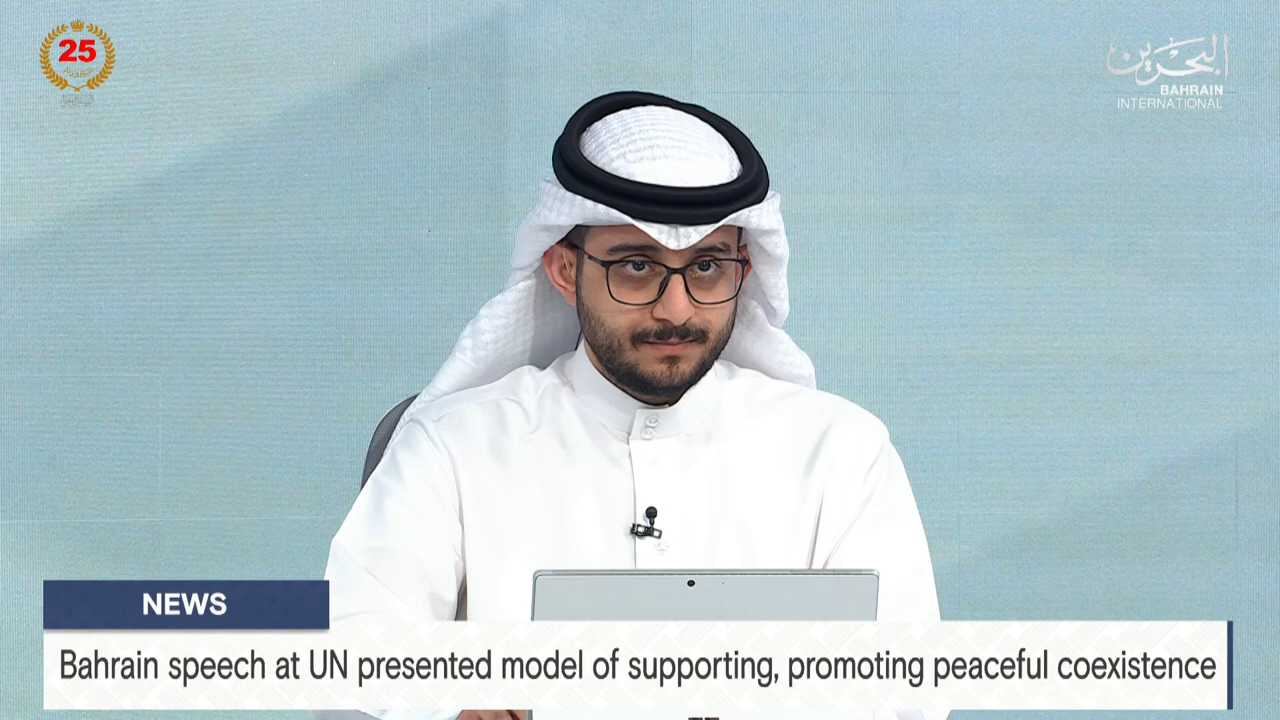 25
البحرين
BAHRAIN
INTERNATIONAL
NEWS
Bahrain speech at UN presented model of supporting, promoting peaceful coexistence